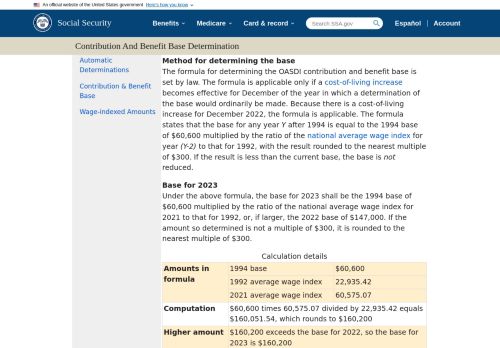 An official website of the United States government. Here's how you know
Social Security
Benefits
Medicare
Card & record
Search SSA.gov
Español
Account
Contribution And Benefit Base Determination
Automatic
Determinations
Contribution & Benefit
Base
Wage-indexed Amounts
Method for determining the base
The formula for determining the OASDI contribution and benefit base is
set by law. The formula is applicable only if a cost-of-living increase
becomes effective for December of the year in which a determination of
the base would ordinarily be made. Because there is a cost-of-living
increase for December 2022, the formula is applicable. The formula
states that the base for any year Y after 1994 is equal to the 1994 base
of $60,600 multiplied by the ratio of the national average wage index for
year (Y-2) to that for 1992, with the result rounded to the nearest multiple
of $300. If the result is less than the current base, the base is not
reduced.
Base for 2023
Under the above formula, the base for 2023 shall be the 1994 base of
$60,600 multiplied by the ratio of the national average wage index for
2021 to that for 1992, or, if larger, the 2022 base of $147,000. If the
amount so determined is not a multiple of $300, it is rounded to the
nearest multiple of $300.
Calculation details
Amounts in formula
1994 base $60,600
1992 average wage index 22,935.42
2021 average wage index 60,575.07
Computation
$60,600 times 60,575.07 divided by 22,935.42 equals
$160,051.54, which rounds to $160,200
Higher amount
$160,200 exceeds the base for 2022, so the base for
2023 is $160,200